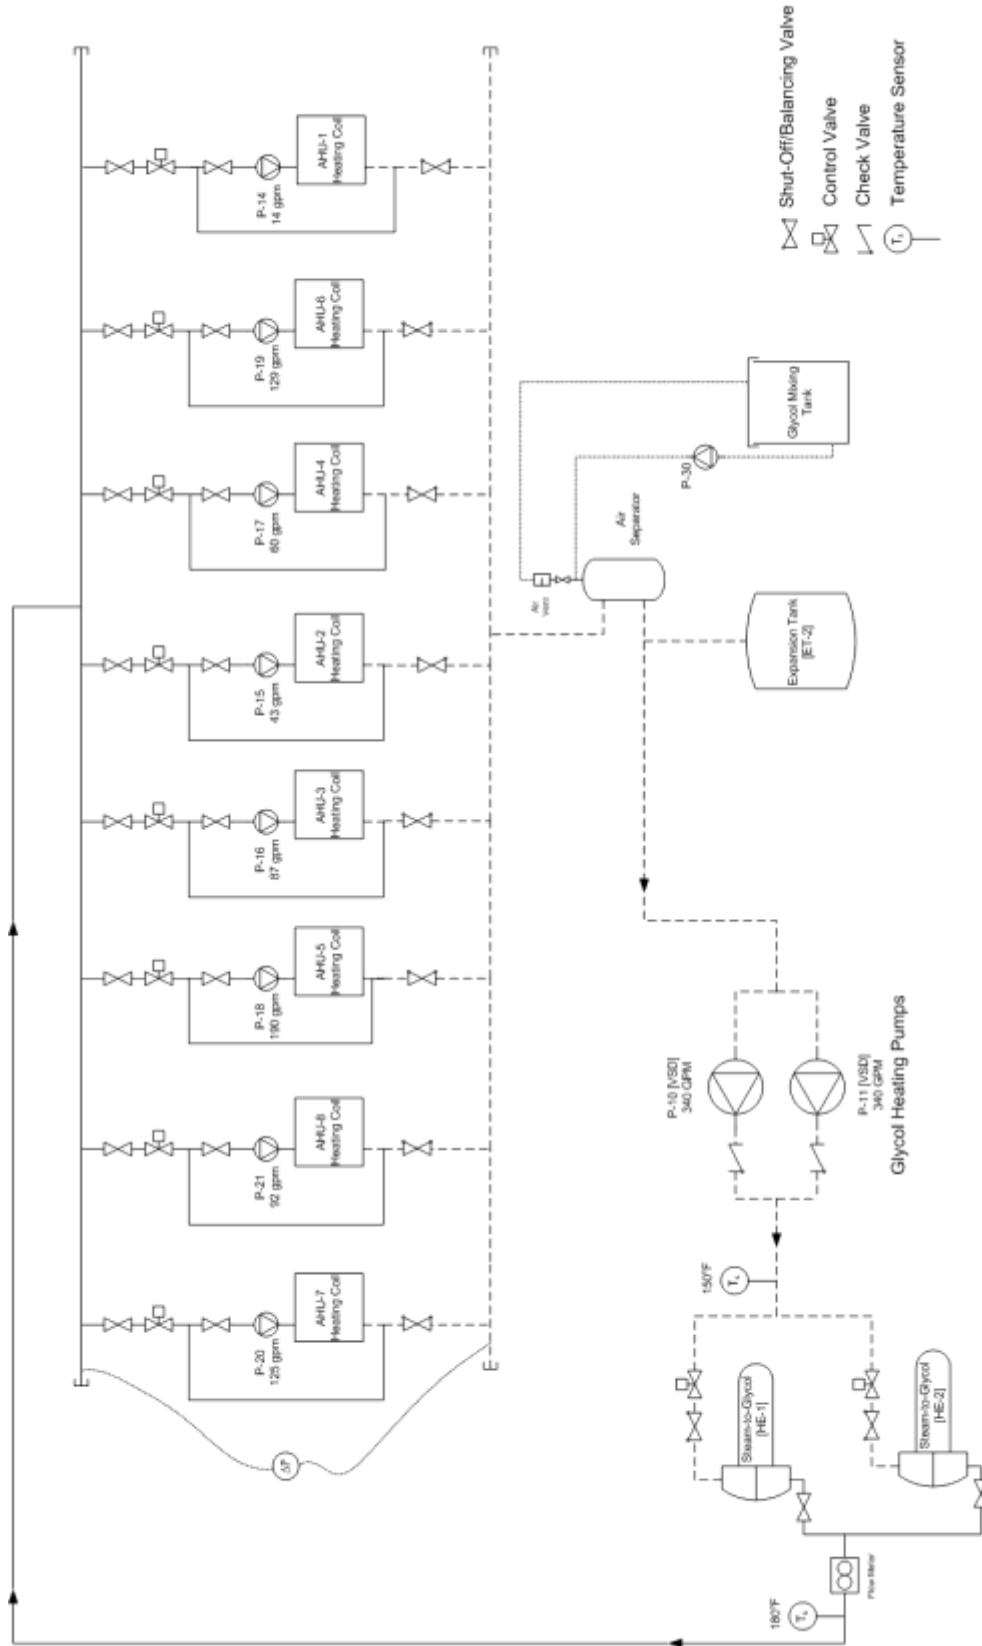 AHU-1
Heating Coil
P-14
14 gpm
AHU-6
Heating Coil
P-19
129 gpm
AHU-4
Heating Coil
P-17
60 gpm
AHU-2
Heating Coil
P-15
43 gpm
AHU-3
Heating Coil
P-16
87 gpm
AHU-5
Heating Coil
P-18
190 gpm
AHU-8
Heating Coil
P-21
92 gpm
AHU-7
Heating Coil
P-20
125 gpm
ΔP
Shut-Off/Balancing Valve
Control Valve
Check Valve
Temperature Sensor
Glycol Mixing
Tank
P-30
Air
Separator
Air
Vent
Expansion Tank
[ET-2]
P-10 [VSD]
340 GPM
P-11 [VSD]
340 GPM
Glycol Heating Pumps
150°F
Steam-to-Glycol
[HE-1]
Steam-to-Glycol
[HE-2]
Flow Meter
180°F